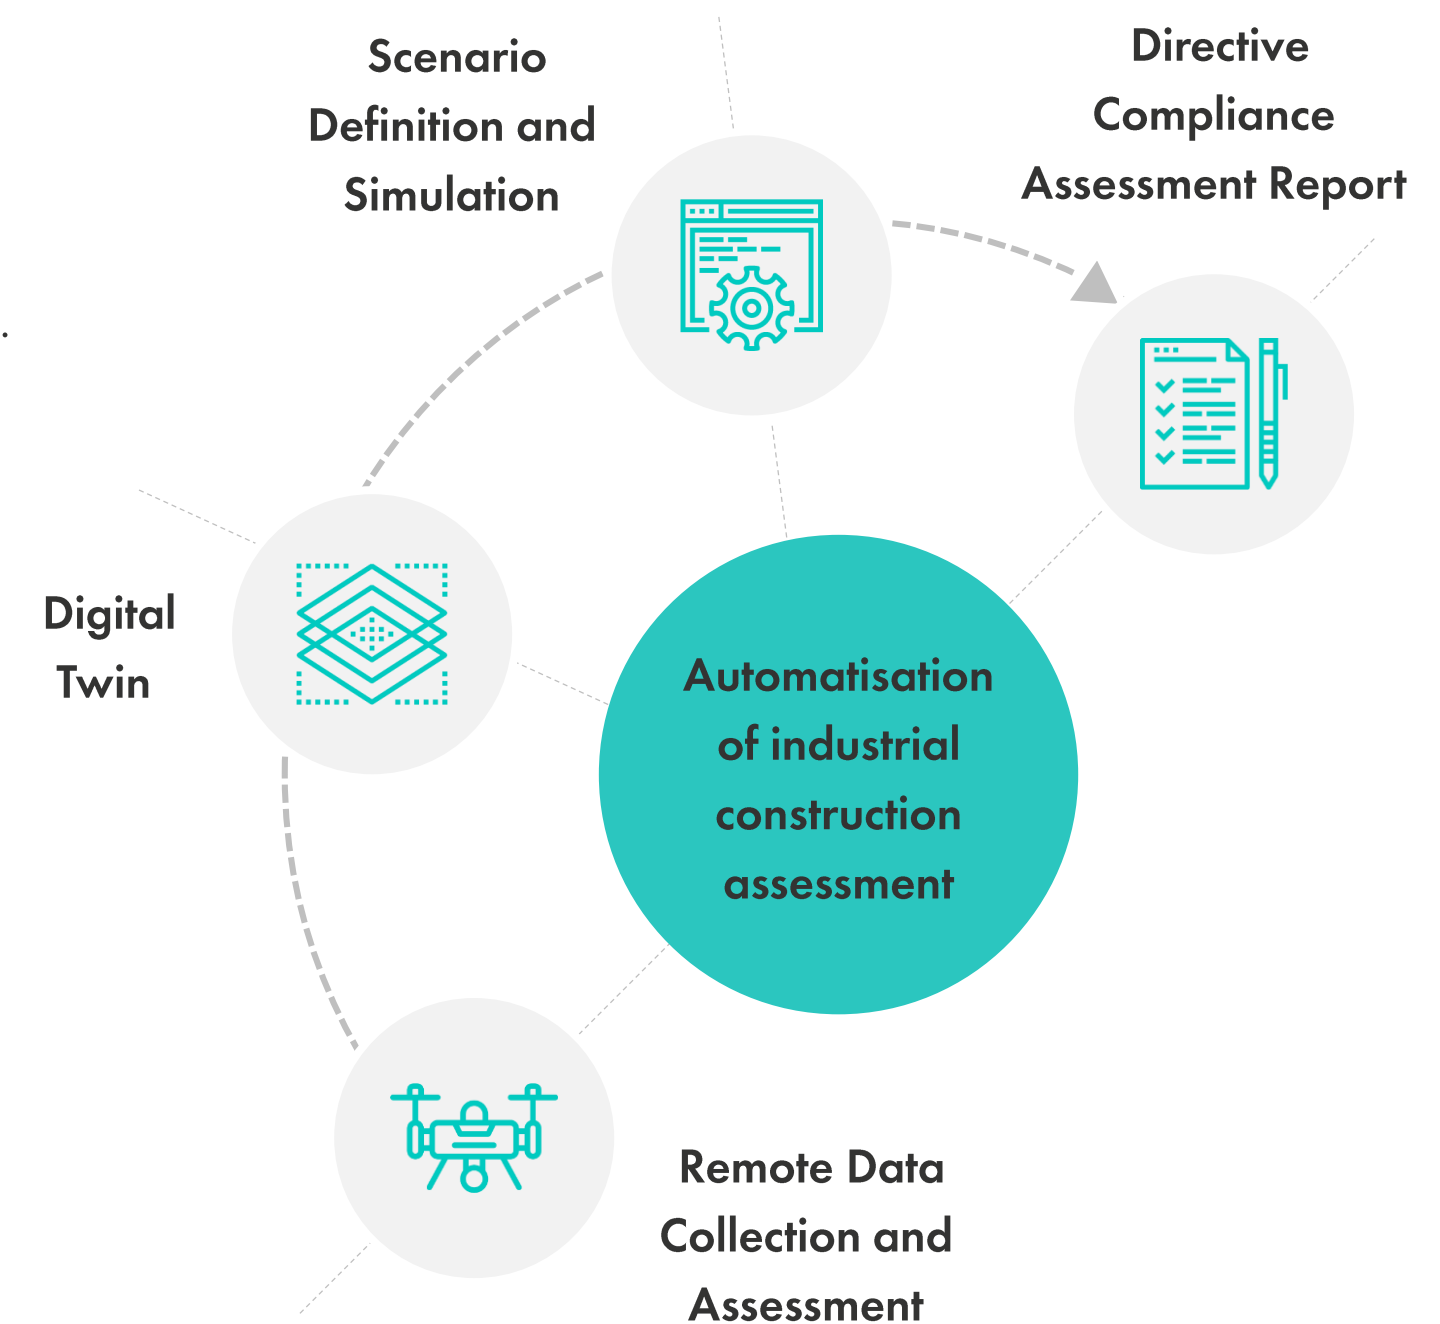 Scenario
Definition and
Simulation
Directive
Compliance
Assessment Report
.
Digital
Twin
Automatisation
of industrial
construction
assessment
Remote Data
Collection and
Assessment